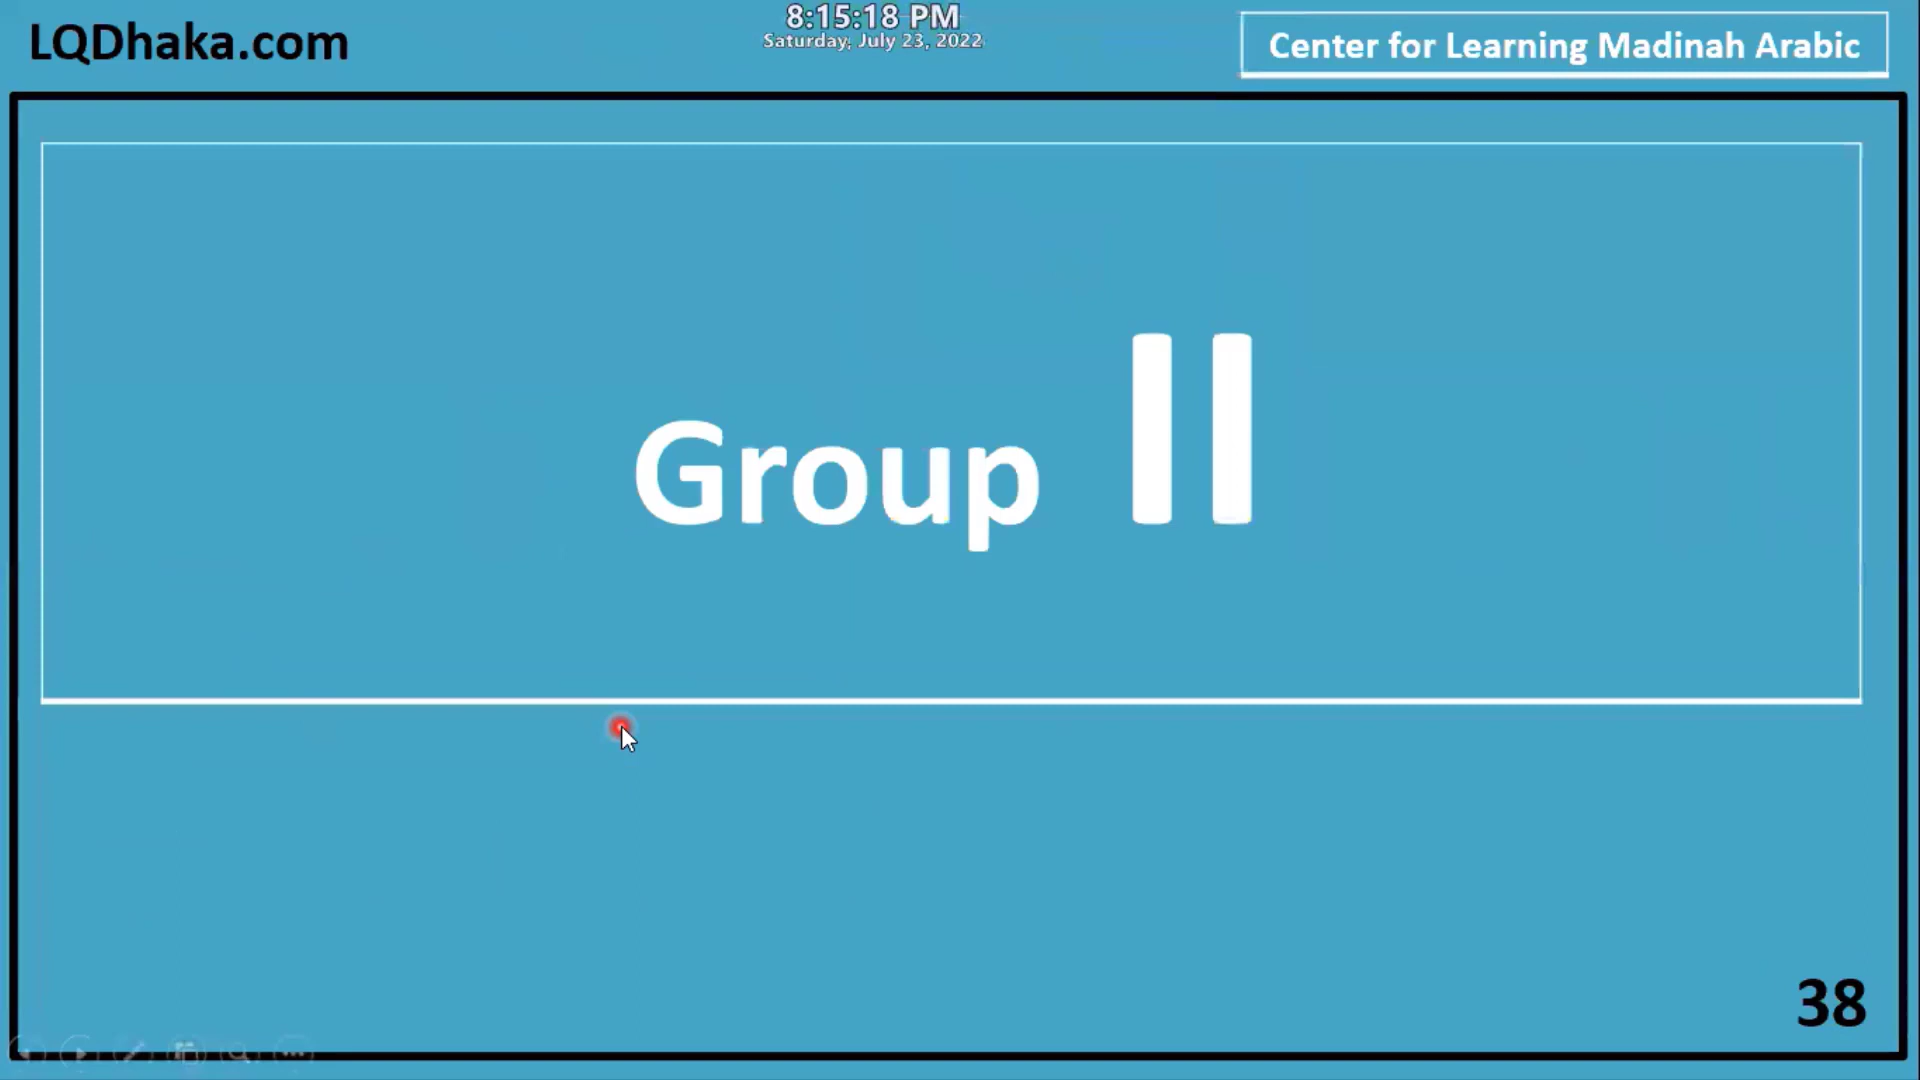 LQDhaka.com
8:15:18 PM
Saturday, July 23, 2022
Center for Learning Madinah Arabic
Group II
38